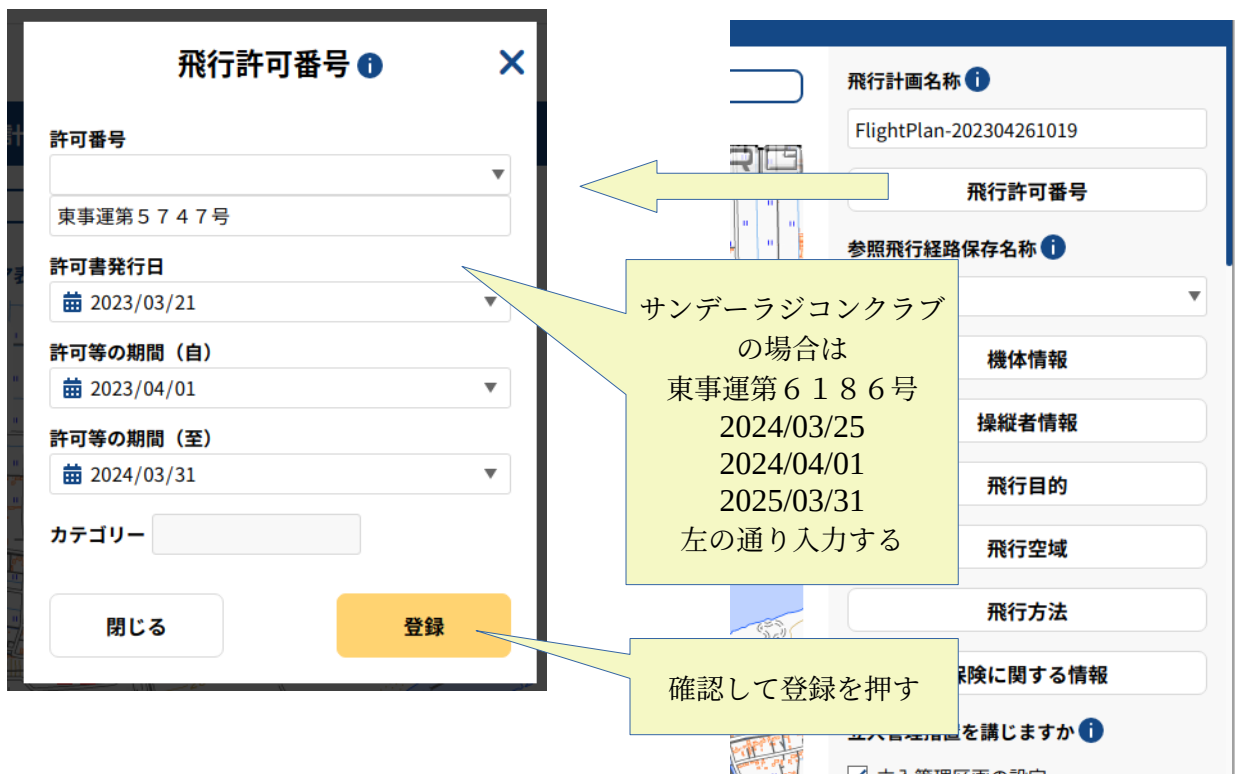 飛行許可番号
許可番号
東事運第５７４７号
許可書発行日
2023/03/21
許可等の期間（自）
2023/04/01
許可等の期間（至）
2024/03/31
カテゴリー
閉じる
登録
サンデーラジコンクラブ
の場合は
東事運第６１８６号
2024/03/25
2024/04/01
2025/03/31
左の通り入力する
確認して登録を押す
飛行計画名称
FlightPlan-202304261019
飛行許可番号
参照飛行経路保存名称
機体情報
操縦者情報
飛行目的
飛行空域
飛行方法
険に関する情報
を講じますか